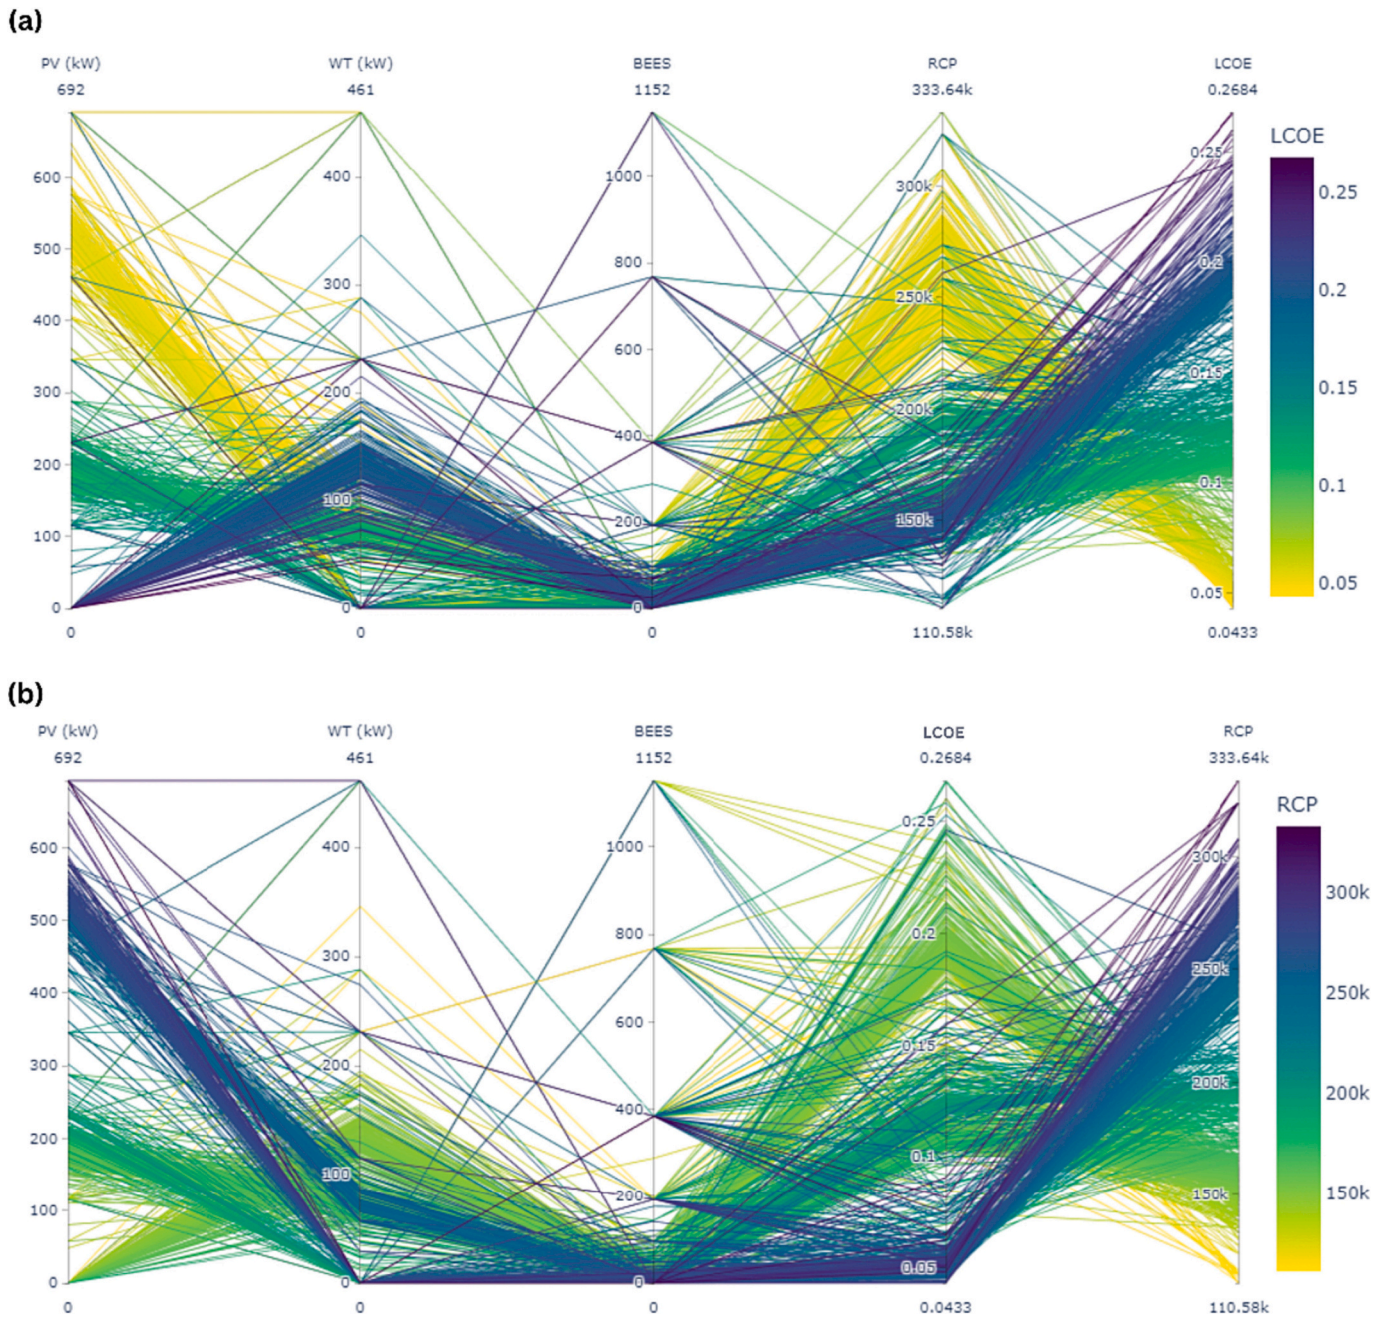 (a)
PV (kW) WT (kW) BEES RCP LCOE
692 461 1152 333.64k 0.2684
LCOE
0.25
400
600 1000 300k
0.25
500 800 0.2
300 250k 0.2
400 600
200 0.15
300 200k 0.15
400
200 100 0.1
200 150k 0.1
100
0.05
0 0 0 0.05
0 0 0 110.58k 0.0433
(b)
PV (kW) WT (kW) BEES LCOE RCP
692 461 1152 0.2684 333.64k
RCP
0.25
600 400 1000 300k
300k
500 800 0.2
300 250k
400 600 250k
200 0.15
300 200k
400 200k
200 100 0.1
200 150k
100 150k
0.05
0 0 0
0 0 0 0.0433 110.58k